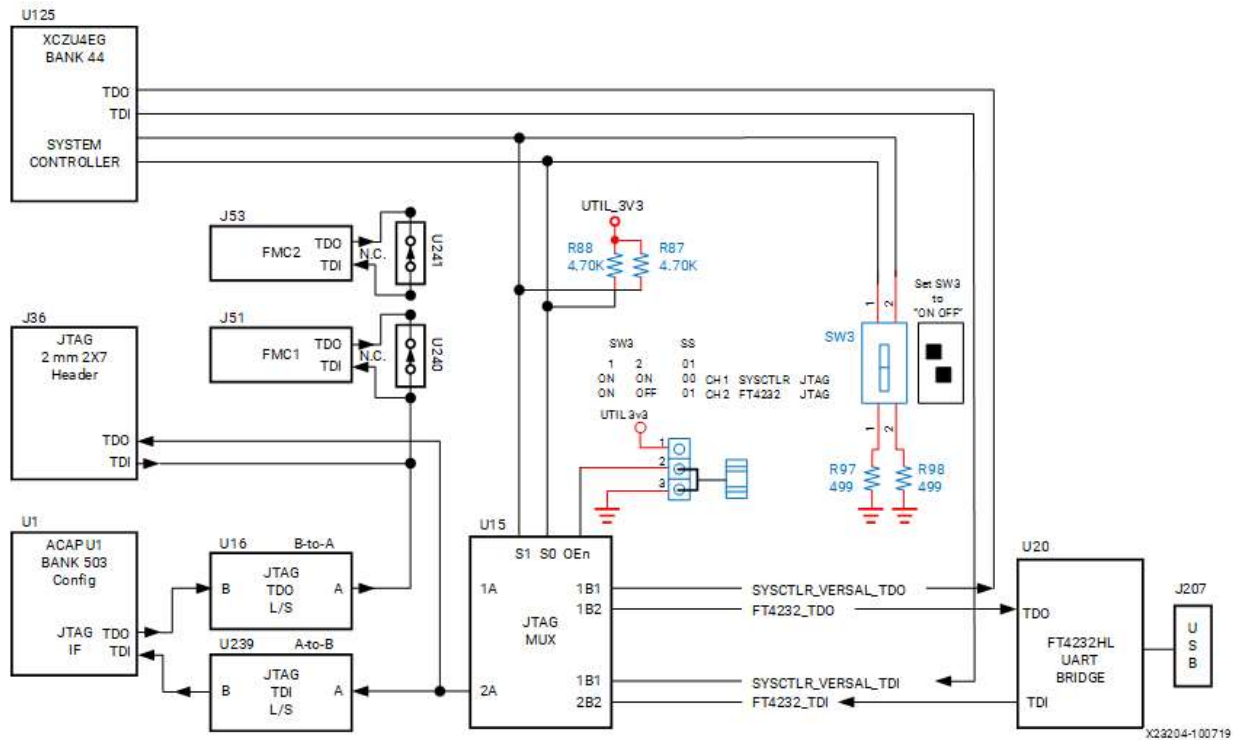 U125
XCZU4EG
BANK 44
TDO
TDI
SYSTEM
CONTROLLER
J53
FMC2
TDO
TDI
N.C.
U241
UTIL_3V3
R88
4.70K
R87
4.70K
J36
JTAG
2 mm 2X7
Header
TDO
TDI
J51
FMC1
TDO
TDI
N.C.
U240
SW3 SS
1 2 01
ON ON 00 CH1 SYSCTLR JTAG
ON OFF 01 CH2 FT4232 JTAG
UTIL 3v3
1
2
3
1 2
SW3
Set SW3
to
"ON OFF"
1 2
R97
499
R98
499
U1
ACAP U1
BANK 503
Config
JTAG
IF
TDO
TDI
U16 B-to-A
B
JTAG
TDO
L/S
A
U239 A-to-B
B
JTAG
TDI
L/S
A
U15
S1 S0 OEn
1A
2A
JTAG
MUX
1B1
1B2
1B1
2B2
SYSCTLR_VERSAL_TDO
FT4232_TDO
SYSCTLR_VERSAL_TDI
FT4232_TDI
U20
TDO
FT4232HL
UART
BRIDGE
TDI
J207
U
S
B
X23204-100719